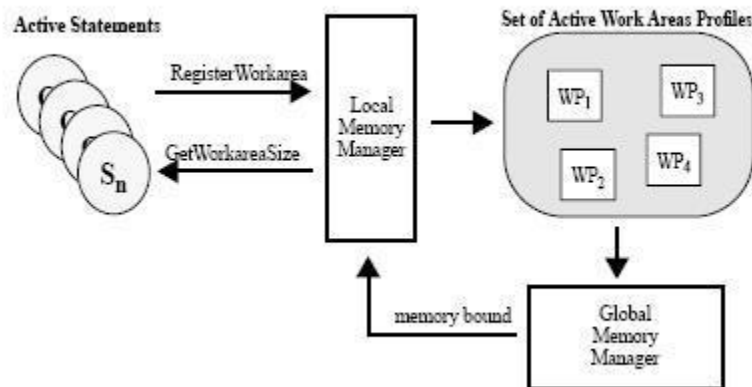 Active Statements
Set of Active Work Areas Profiles
RegisterWorkarea
GetWorkareaSize
Sn
Local
Memory
Manager
WP1
WP3
WP2
WP4
memory bound
Global
Memory
Manager